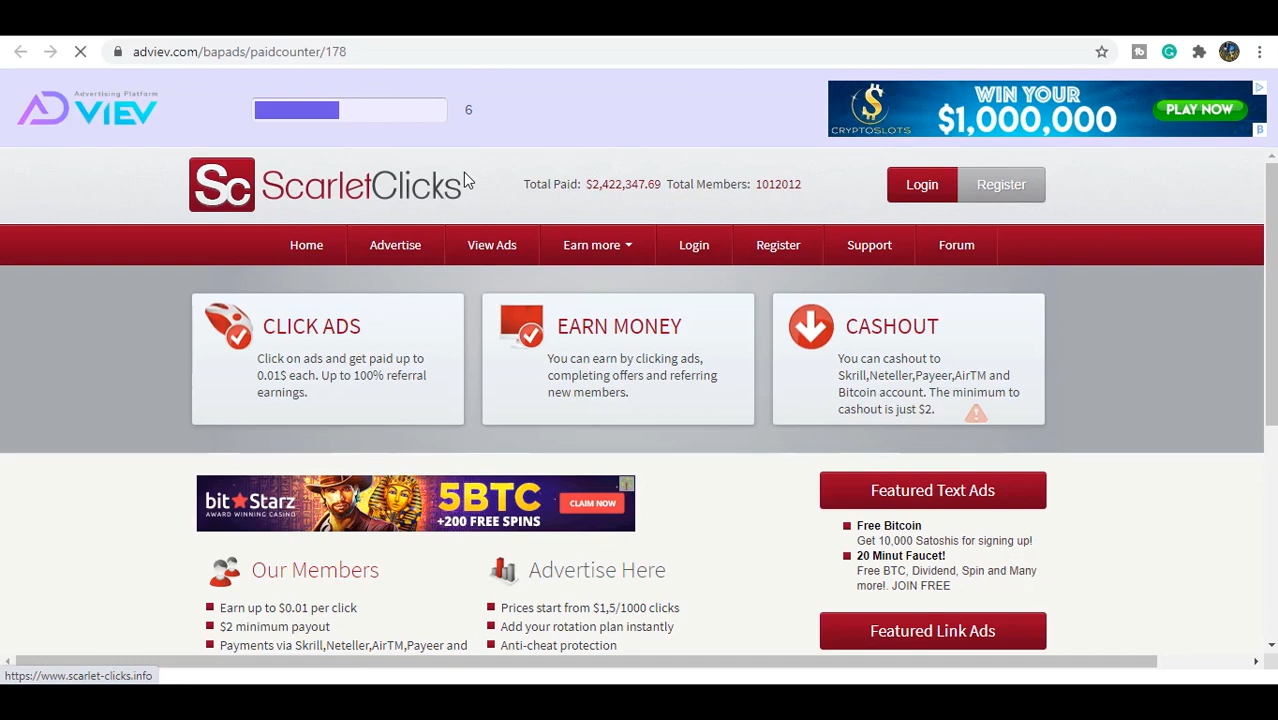 adview.com/bapads/paidcounter/178
Advertising Platform
ADVIEV
6
CRYPTOSLOTS
WIN YOUR
$1,000,000
PLAY NOW
Sc ScarletClicks
Total Paid: $2,422,347.69 Total Members: 1012012
Login
Register
Home
Advertise
View Ads
Earn more
Login
Register
Support
Forum
CLICK ADS
Click on ads and get paid up to
0.01$ each. Up to 100% referral
earnings.
EARN MONEY
You can earn by clicking ads,
completing offers and referring
new members.
CASHOUT
You can cashout to
Skrill,Neteller,Payeer,AirTM and
Bitcoin account. The minimum to
cashout is just $2.
bitStarz
AWARD WINNING CASINO
5BTC
+200 FREE SPINS
CLAIM NOW
Featured Text Ads
Free Bitcoin
Get 10,000 Satoshis for signing up!
20 Minut Faucet!
Free BTC, Dividend, Spin and Many
more!. JOIN FREE
Our Members
Earn up to $0.01 per click
$2 minimum payout
Payments via Skrill,Neteller,AirTM,Payeer and
Advertise Here
Prices start from $1,5/1000 clicks
Add your rotation plan instantly
Anti-cheat protection
Featured Link Ads
https://www.scarlet-clicks.info